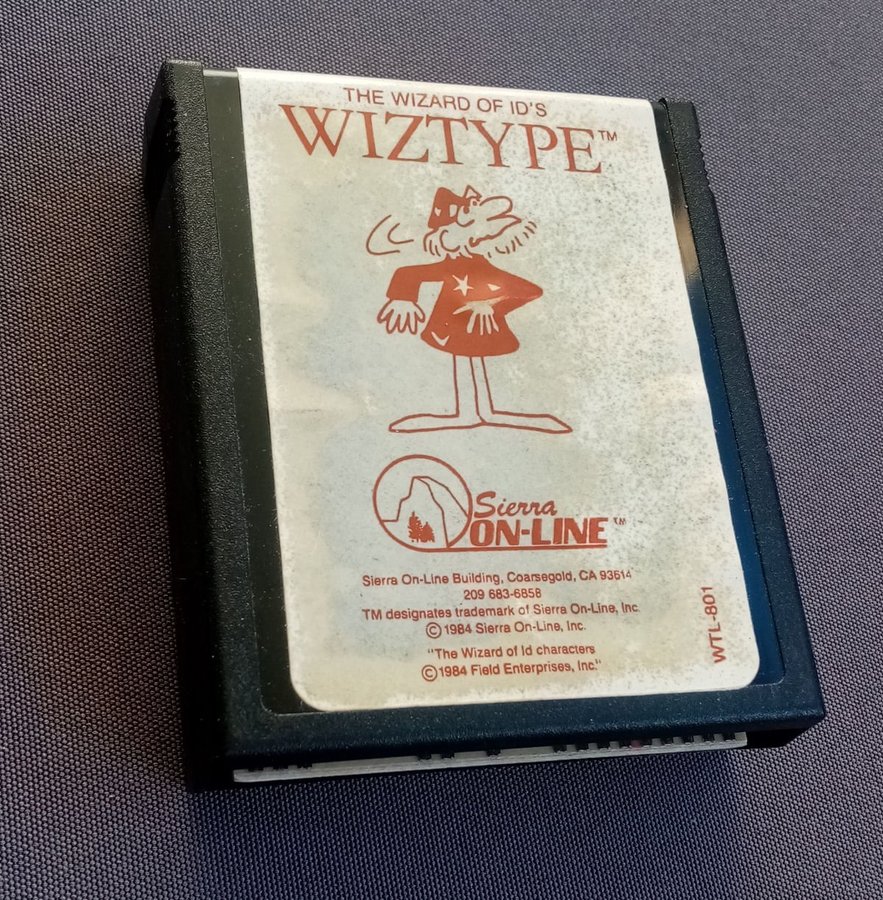 THE WIZARD OF ID'S
WIZTYPE™
Sierra
ON-LINE™
Sierra On-Line Building, Coarsegold, CA 93614
209 683-6858
TM designates trademark of Sierra On-Line, Inc.
©1984 Sierra On-Line, Inc.
"The Wizard of Id characters
©1984 Field Enterprises, Inc."
WTL-801